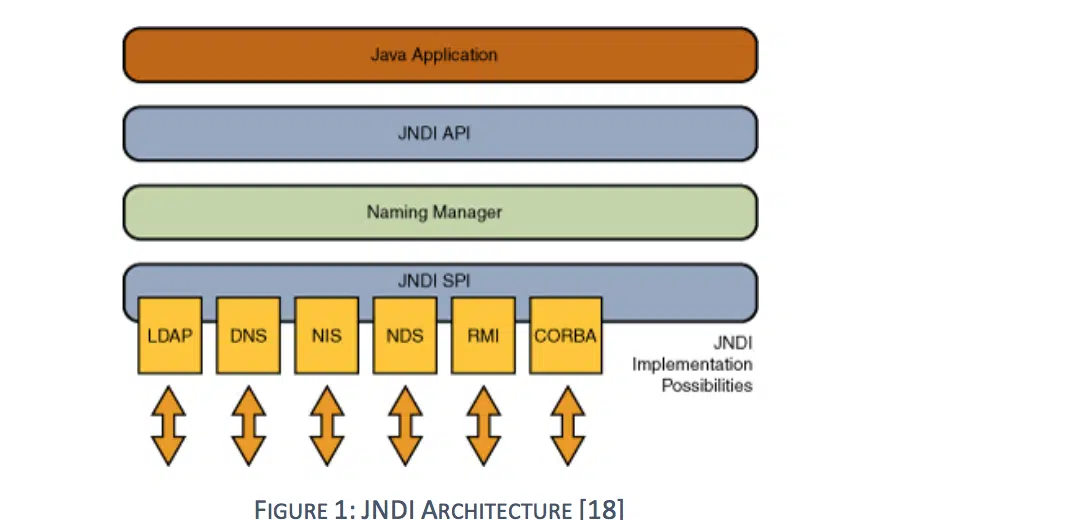 Java Application
JNDI API
Naming Manager
JNDI SPI
LDAP DNS NIS NDS RMI CORBA
JNDI
Implementation
Possibilities
FIGURE 1: JNDI ARCHITECTURE [18]